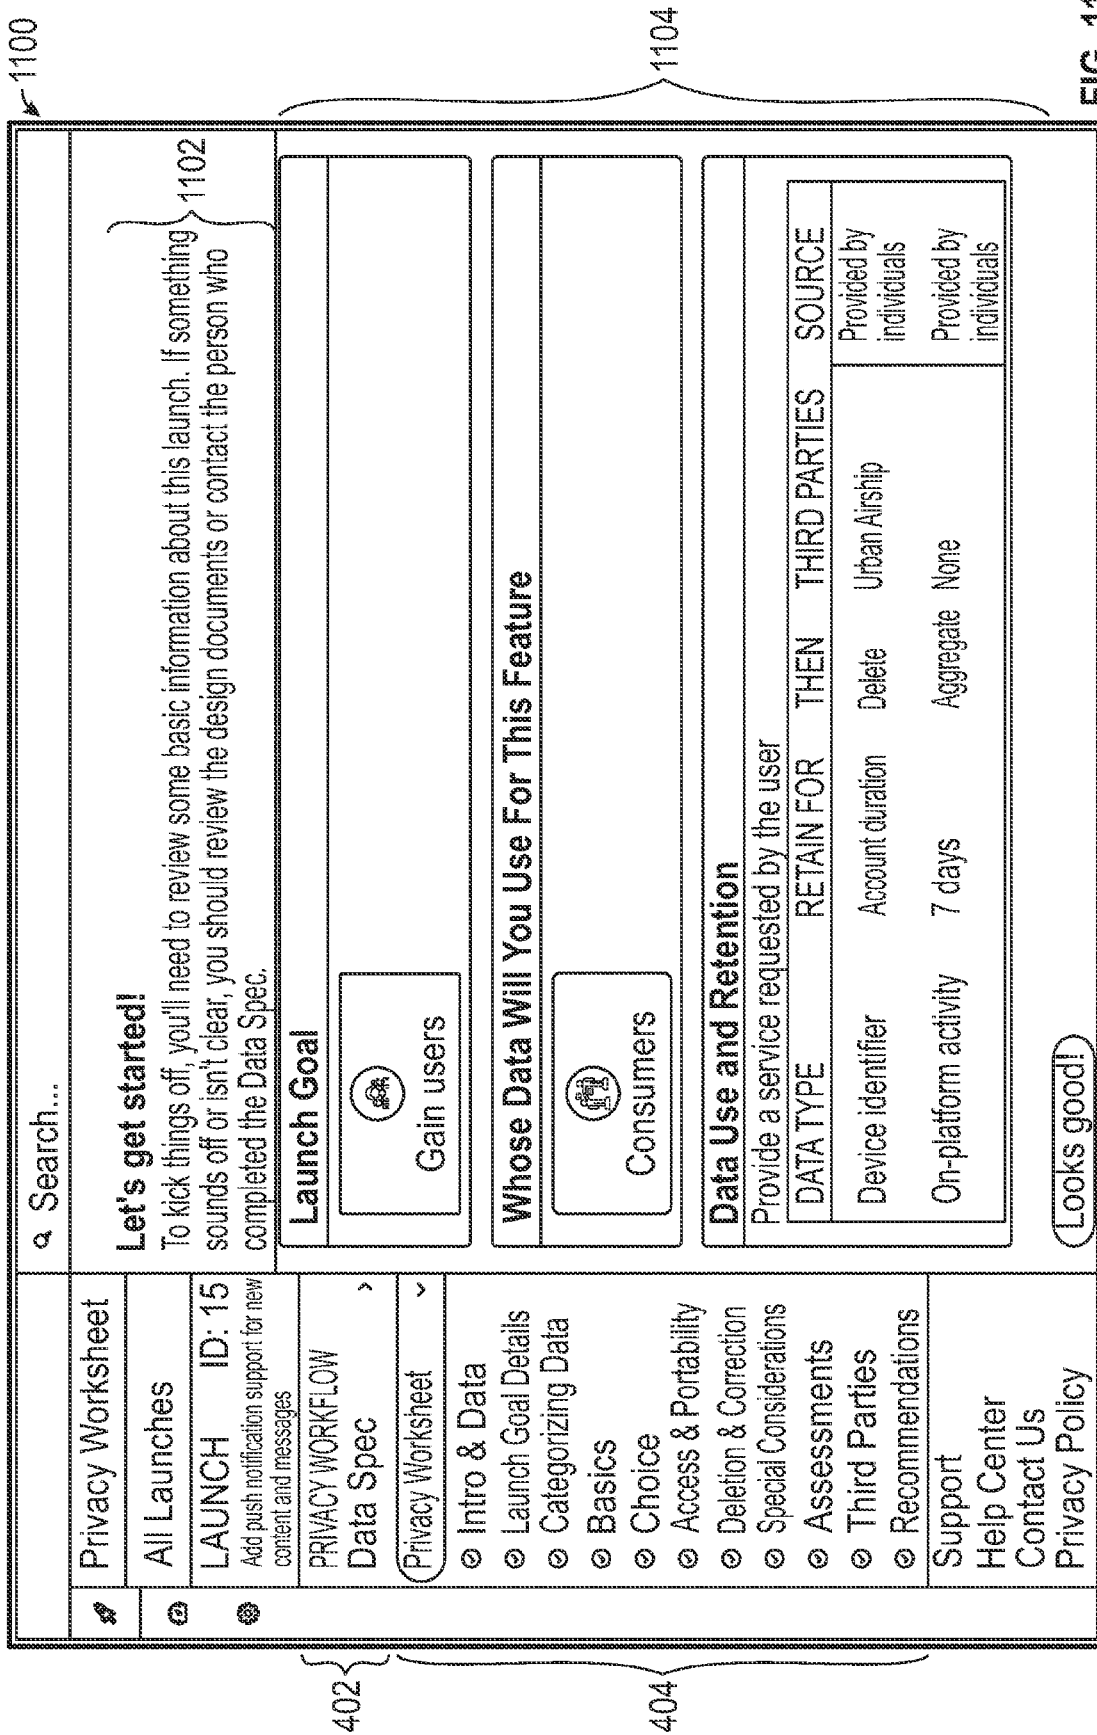 1100
Search...
Privacy Worksheet
All Launches
LAUNCH ID: 15
Add push notification support for new
content and messages
402
PRIVACY WORKFLOW
Data Spec
404
Privacy Worksheet
Intro & Data
Launch Goal Details
Categorizing Data
Basics
Choice
Access & Portability
Deletion & Correction
Special Considerations
Assessments
Third Parties
Recommendations
Support
Help Center
Contact Us
Privacy Policy
Let's get started!
To kick things off, you'll need to review some basic information about this launch. If something
sounds off or isn't clear, you should review the design documents or contact the person who
completed the Data Spec.
1102
Launch Goal
Gain users
Whose Data Will You Use For This Feature
Consumers
Data Use and Retention
Provide a service requested by the user
DATA TYPE RETAIN FOR THEN THIRD PARTIES SOURCE
Device identifier Account duration Delete Urban Airship Provided by
individuals
On-platform activity 7 days Aggregate None Provided by
individuals
Looks good!
1104
FIG. 11